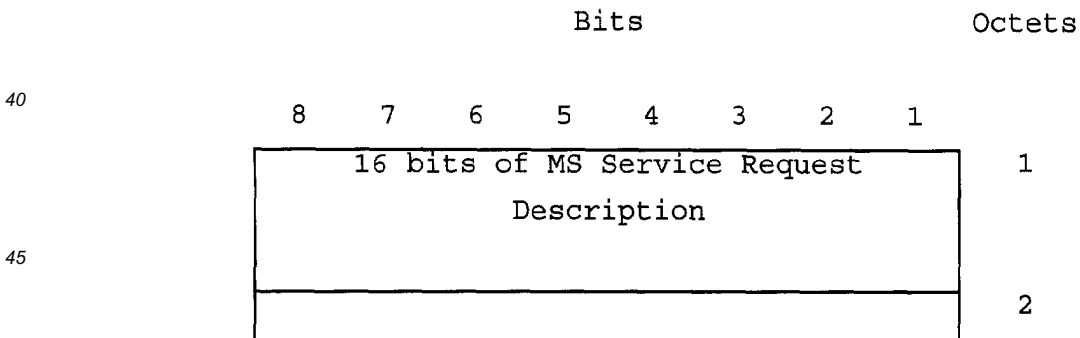 Bits Octets
40
8 7 6 5 4 3 2 1
16 bits of MS Service Request 1
Description
45
2